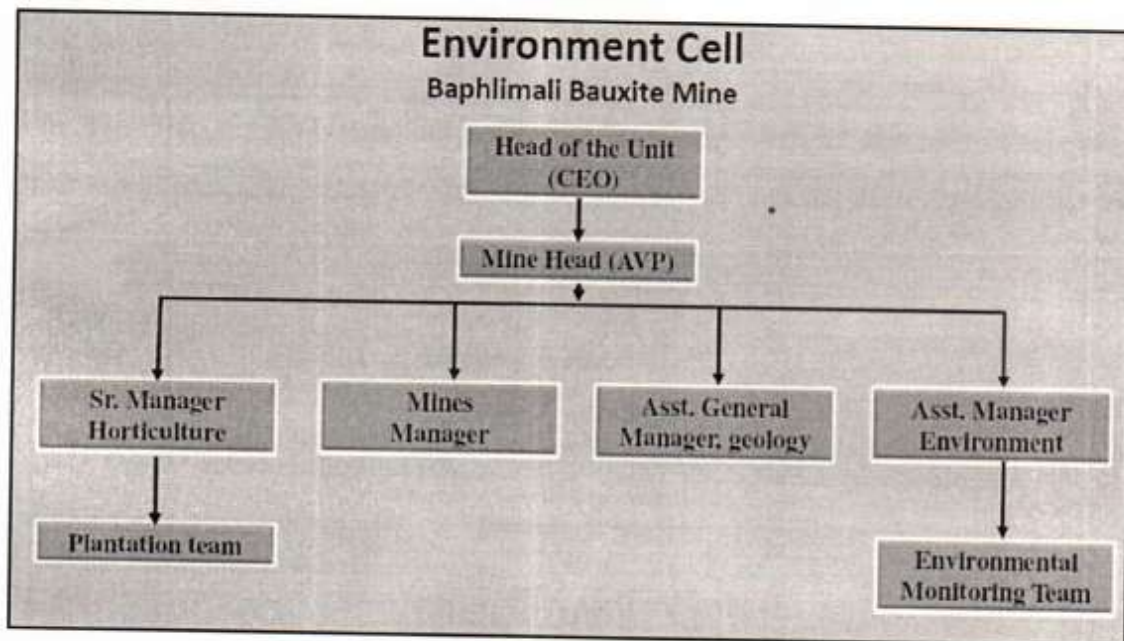 Environment Cell
Baphlimali Bauxite Mine
Head of the Unit
(CEO)
Mine Head (AVP)
Sr. Manager
Horticulture
Mines
Manager
Asst. General
Manager, geology
Asst. Manager
Environment
Plantation team
Environmental
Monitoring Team